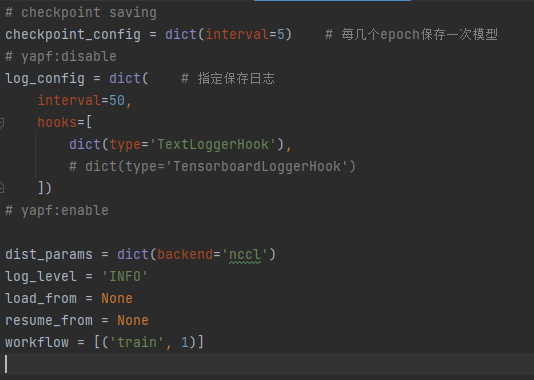 # checkpoint saving
checkpoint_config = dict(interval=5)    # 每几个epoch保存一次模型
# yapf:disable
log_config = dict(    # 指定保存日志
    interval=50,
    hooks=[
        dict(type='TextLoggerHook'),
        # dict(type='TensorboardLoggerHook')
    ])
# yapf:enable

dist_params = dict(backend='nccl')
log_level = 'INFO'
load_from = None
resume_from = None
workflow = [('train', 1)]